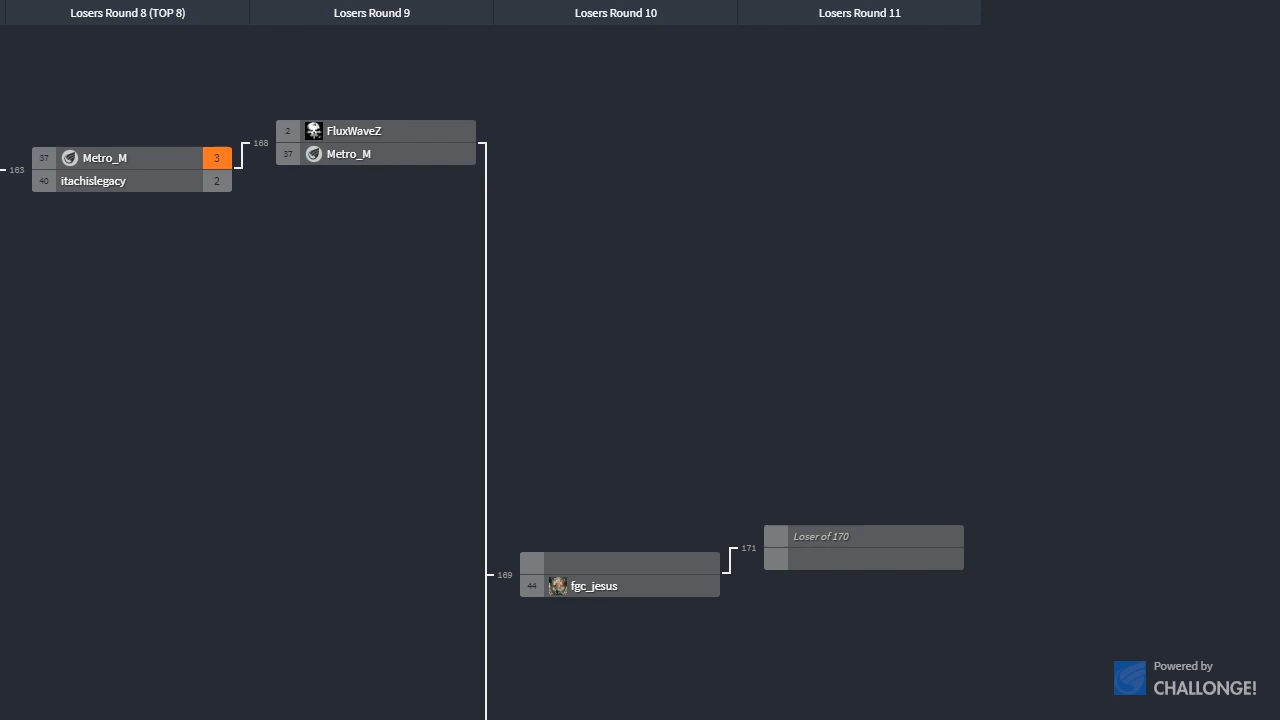 Losers Round 8 (TOP 8)
Losers Round 9
Losers Round 10
Losers Round 11
163
37 Metro_M 3
40 itachislegacy 2
168
2 FluxWaveZ
37 Metro_M
169
44 fgc_jesus
171
Loser of 170
Powered by
CHALLONGE!